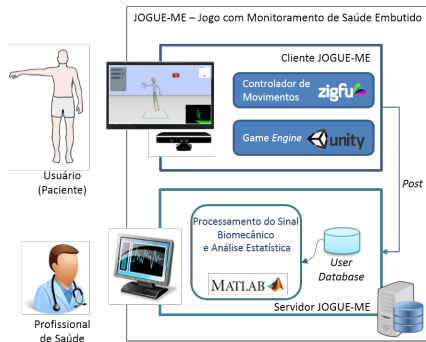 JOGUE-ME – Jogo com Monitoramento de Saúde Embutido
Cliente JOGUE-ME
Controlador de
Movimentos
zigfu
Game Engine
unity
Usuário
(Paciente)
Post
Processamento do Sinal
Biomecânico
e Análise Estatística
MATLAB
User
Database
Servidor JOGUE-ME
Profissional
de Saúde